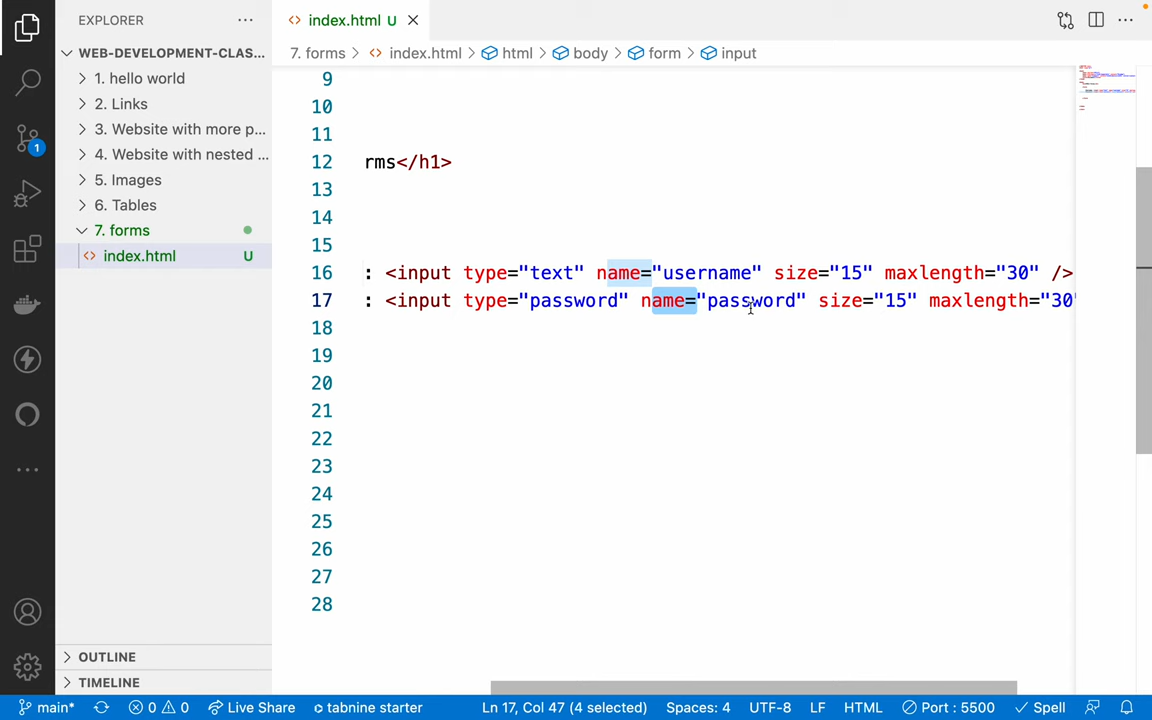 EXPLORER
index.html U
WEB-DEVELOPMENT-CLAS...
1. hello world
2. Links
3. Website with more p...
4. Website with nested ...
5. Images
6. Tables
7. forms
index.html U
OUTLINE
TIMELINE
7. forms > index.html > html > body > form > input
9
10
11
12 rms</h1>
13
14
15
16 : <input type="text" name="username" size="15" maxlength="30" />
17 : <input type="password" name="password" size="15" maxlength="30"
18
19
20
21
22
23
24
25
26
27
28
1
main* 0 0 Live Share tabnine starter Ln 17, Col 47 (4 selected) Spaces: 4 UTF-8 LF HTML Port : 5500 Spell